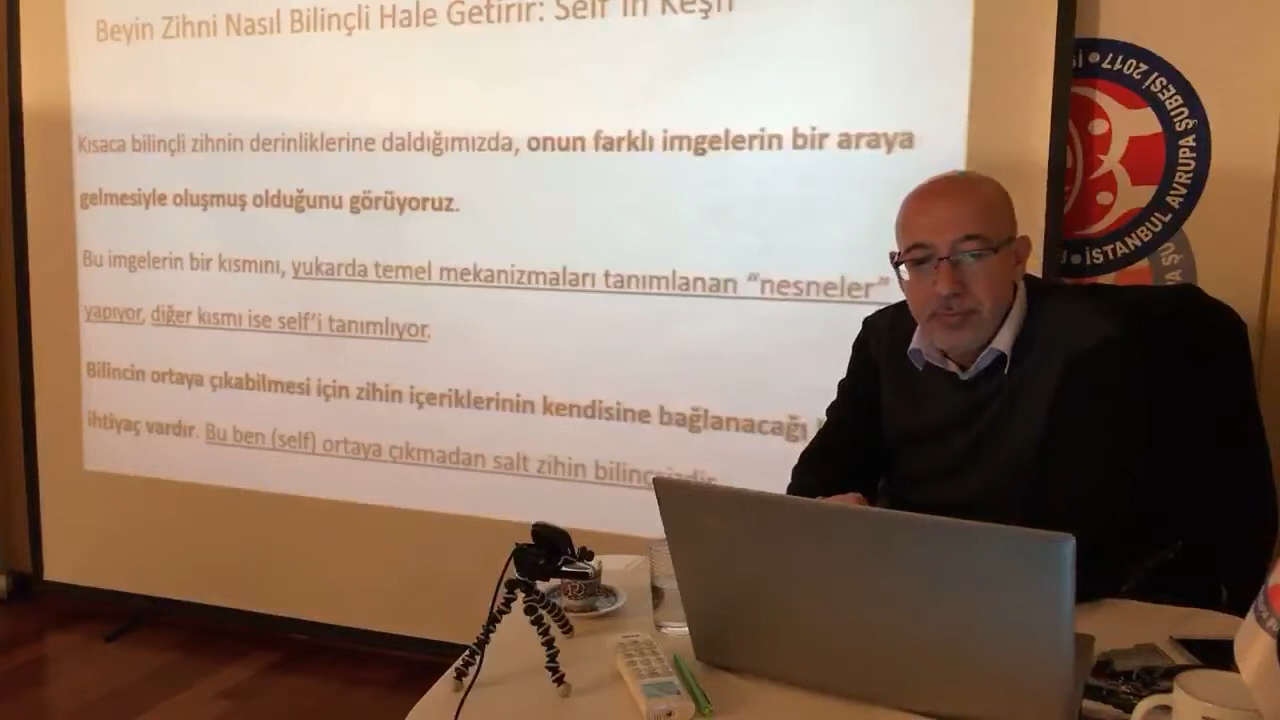 Beyin Zihni Nasıl Bilinçli Hale Getirir: Self'in Keşfi
Kısaca bilinçli zihnin derinliklerine daldığımızda, onun farklı imgelerin bir araya
gelmesiyle oluşmuş olduğunu görüyoruz.
Bu imgelerin bir kısmını, yukarda temel mekanizmaları tanımlanan “nesneler”
yapıyor, diğer kısmı ise self'i tanımlıyor.
Bilincin ortaya çıkabilmesi için zihin içeriklerinin kendisine bağlanacağı
ihtiyaç vardır. Bu ben (self) ortaya çıkmadan salt zihin bilinçsizdir.
İSTANBUL AVRUPA ŞUBESİ 2017